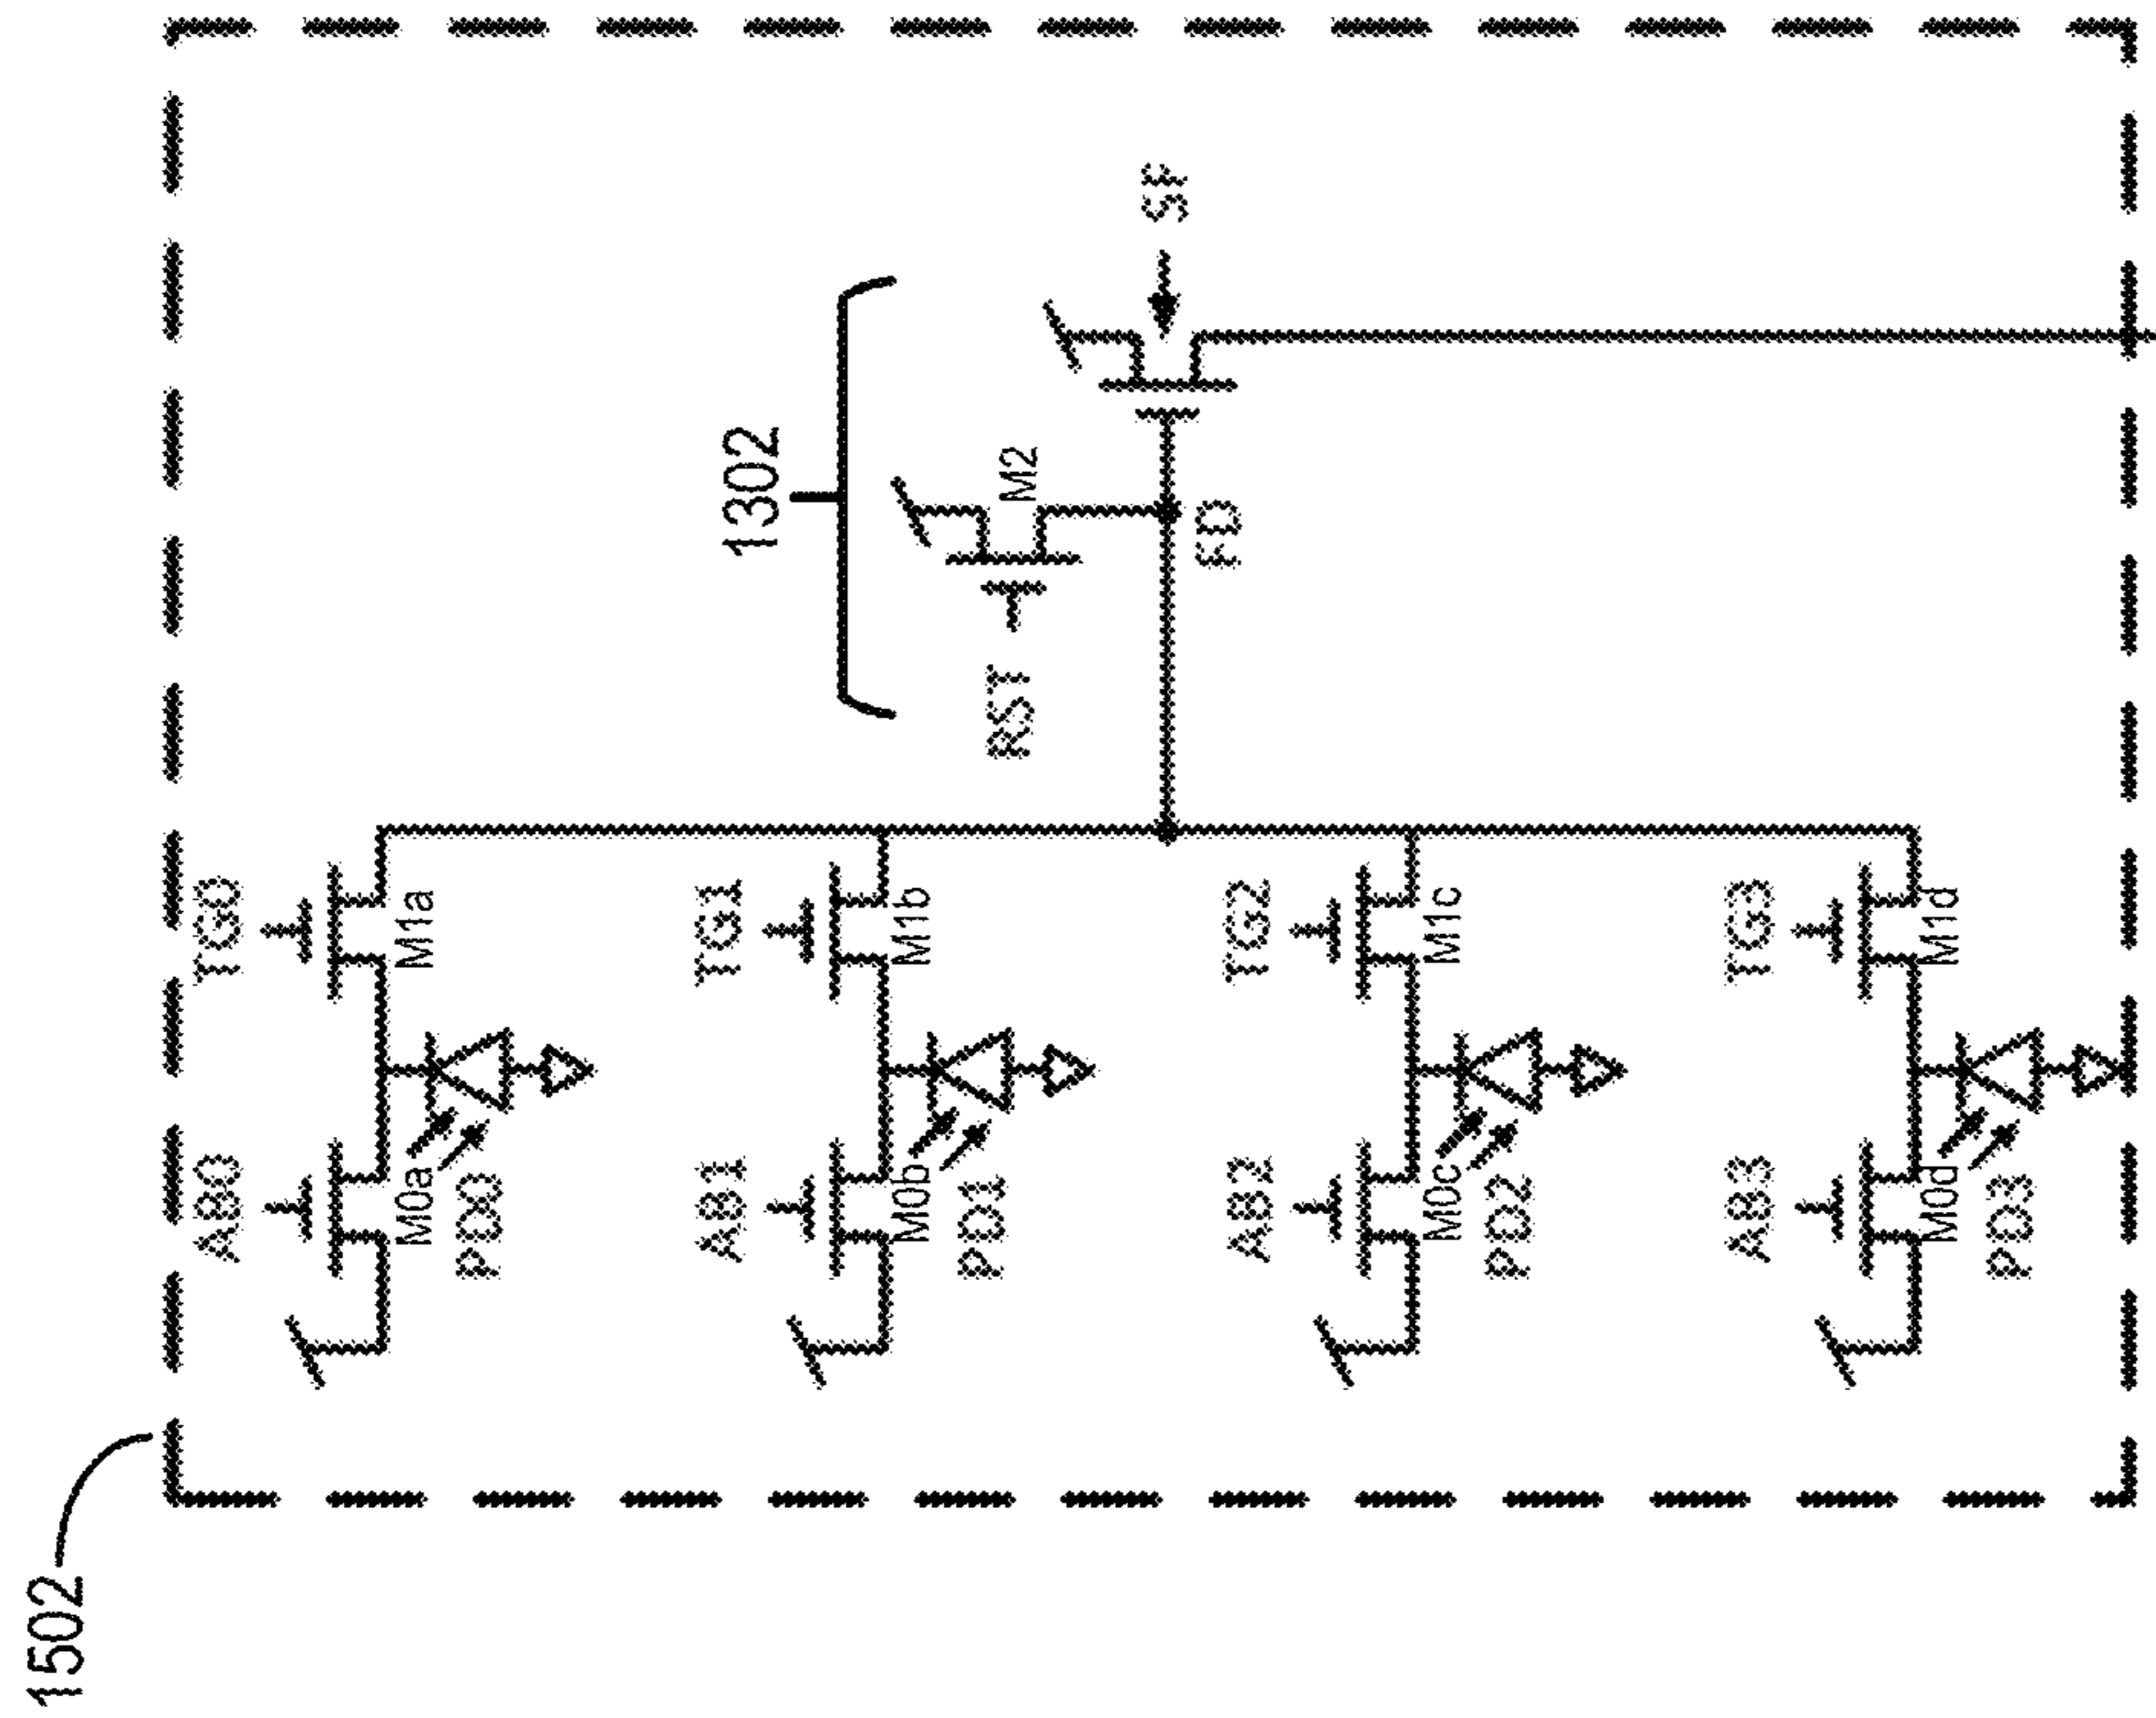 1502
1302
SF
M2
RST
FD
TG0
M1a
AB0
M0a
PD0
TG1
M1b
AB1
M0b
PD1
TG2
M1c
AB2
M0c
PD2
TG3
M1d
AB3
M0d
PD3